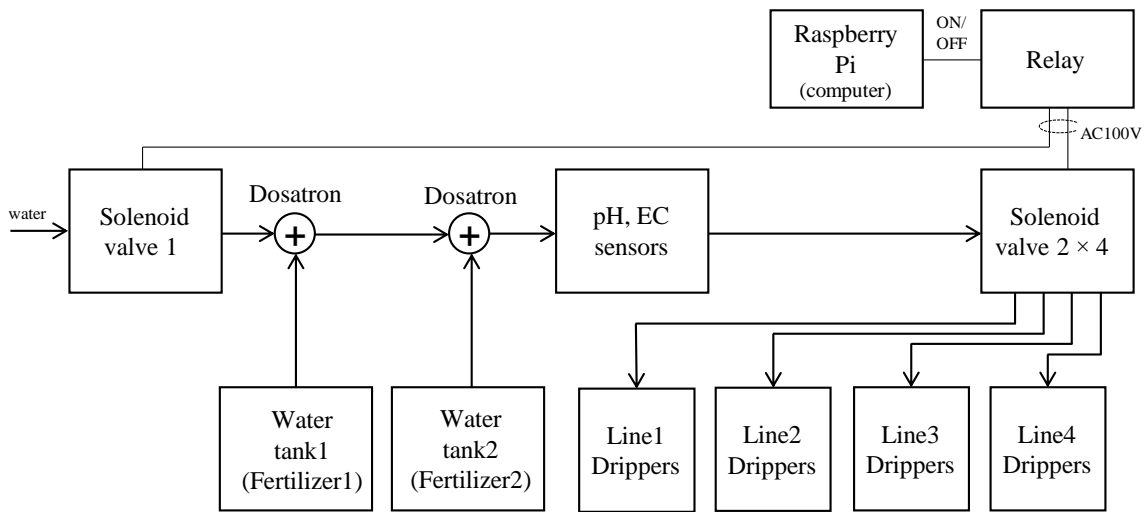 Raspberry
Pi
(computer)
ON/
OFF
Relay
AC100V
water
Solenoid
valve 1
Dosatron
+
Dosatron
+
pH, EC
sensors
Solenoid
valve 2 × 4
Water
tank1
(Fertilizer1)
Water
tank2
(Fertilizer2)
Line1
Drippers
Line2
Drippers
Line3
Drippers
Line4
Drippers